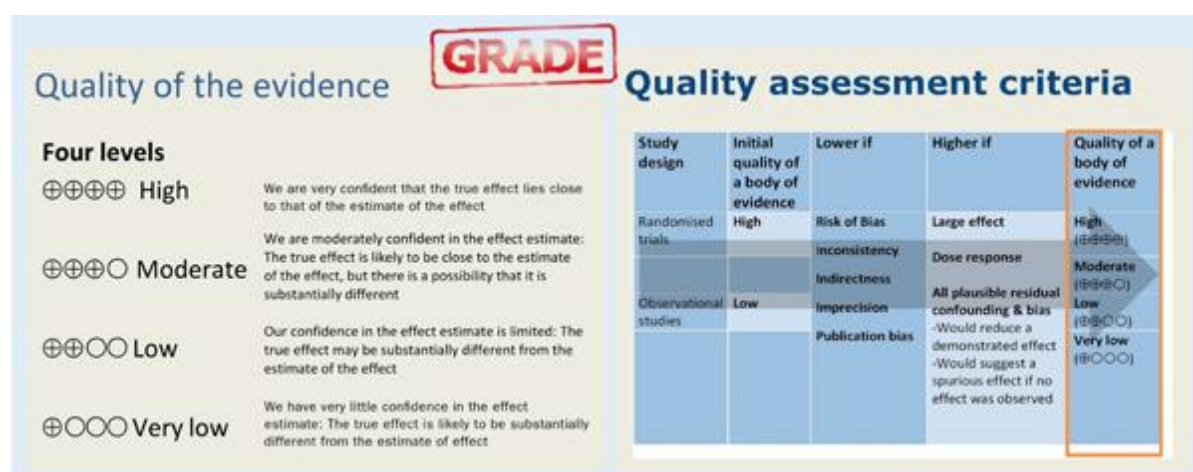 GRADE
Quality of the evidence
Four levels
⊕⊕⊕⊕ High
We are very confident that the true effect lies close
to that of the estimate of the effect
⊕⊕⊕○ Moderate
We are moderately confident in the effect estimate:
The true effect is likely to be close to the estimate
of the effect, but there is a possibility that it is
substantially different
⊕⊕○○ Low
Our confidence in the effect estimate is limited: The
true effect may be substantially different from the
estimate of the effect
⊕○○○ Very low
We have very little confidence in the effect
estimate: The true effect is likely to be substantially
different from the estimate of effect
Quality assessment criteria
Study
design
Initial
quality of
a body of
evidence
Lower if
Higher if
Quality of a
body of
evidence
Randomised
trials
High
Risk of Bias
Inconsistency
Indirectness
Imprecision
Publication bias
Large effect
Dose response
All plausible residual
confounding & bias
-Would reduce a
demonstrated effect
-Would suggest a
spurious effect if no
effect was observed
High
(⊕⊕⊕⊕)
Moderate
(⊕⊕⊕○)
Observational
studies
Low
Low
(⊕⊕○○)
Very low
(⊕○○○)